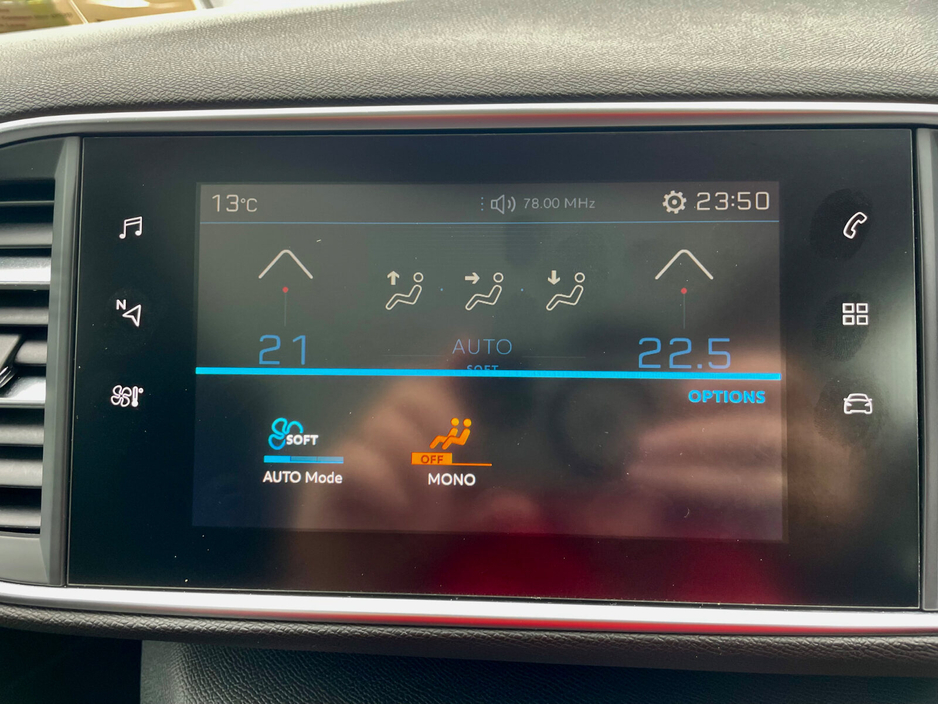 13°C 78.00 MHz 23:50
N
21 AUTO 22.5
SOFT
OPTIONS
SOFT
AUTO Mode
OFF
MONO